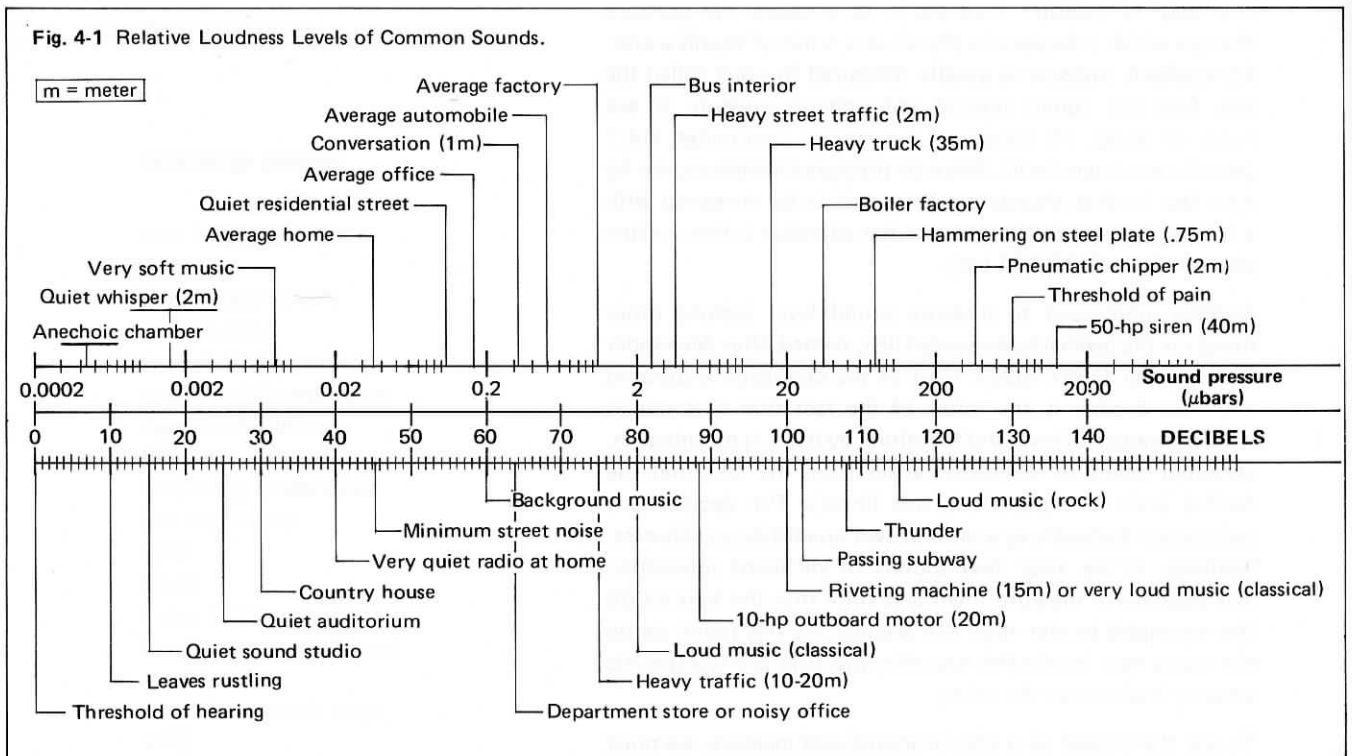 Fig. 4-1 Relative Loudness Levels of Common Sounds.
m = meter
Average factory
Bus interior
Average automobile
Heavy street traffic (2m)
Conversation (1m)
Heavy truck (35m)
Average office
Quiet residential street
Boiler factory
Average home
Hammering on steel plate (.75m)
Very soft music
Pneumatic chipper (2m)
Quiet whisper (2m)
Threshold of pain
Anechoic chamber
50-hp siren (40m)
0.0002 0.002 0.02 0.2 2 20 200 2000 Sound pressure
(μbars)
0 10 20 30 40 50 60 70 80 90 100 110 120 130 140 DECIBELS
Background music
Loud music (rock)
Minimum street noise
Thunder
Very quiet radio at home
Passing subway
Country house
Riveting machine (15m) or very loud music (classical)
Quiet auditorium
10-hp outboard motor (20m)
Quiet sound studio
Loud music (classical)
Leaves rustling
Heavy traffic (10-20m)
Threshold of hearing
Department store or noisy office